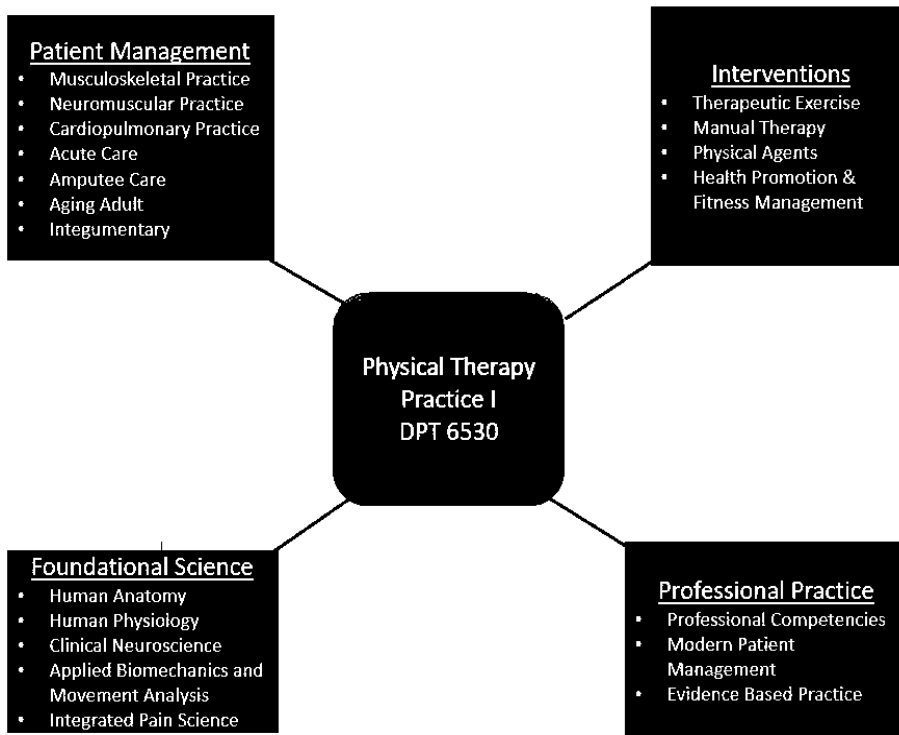 Patient Management
• Musculoskeletal Practice
• Neuromuscular Practice
• Cardiopulmonary Practice
• Acute Care
• Amputee Care
• Aging Adult
• Integumentary
Interventions
• Therapeutic Exercise
• Manual Therapy
• Physical Agents
• Health Promotion &
Fitness Management
Physical Therapy
Practice I
DPT 6530
Foundational Science
• Human Anatomy
• Human Physiology
• Clinical Neuroscience
• Applied Biomechanics and
Movement Analysis
• Integrated Pain Science
Professional Practice
• Professional Competencies
• Modern Patient
Management
• Evidence Based Practice